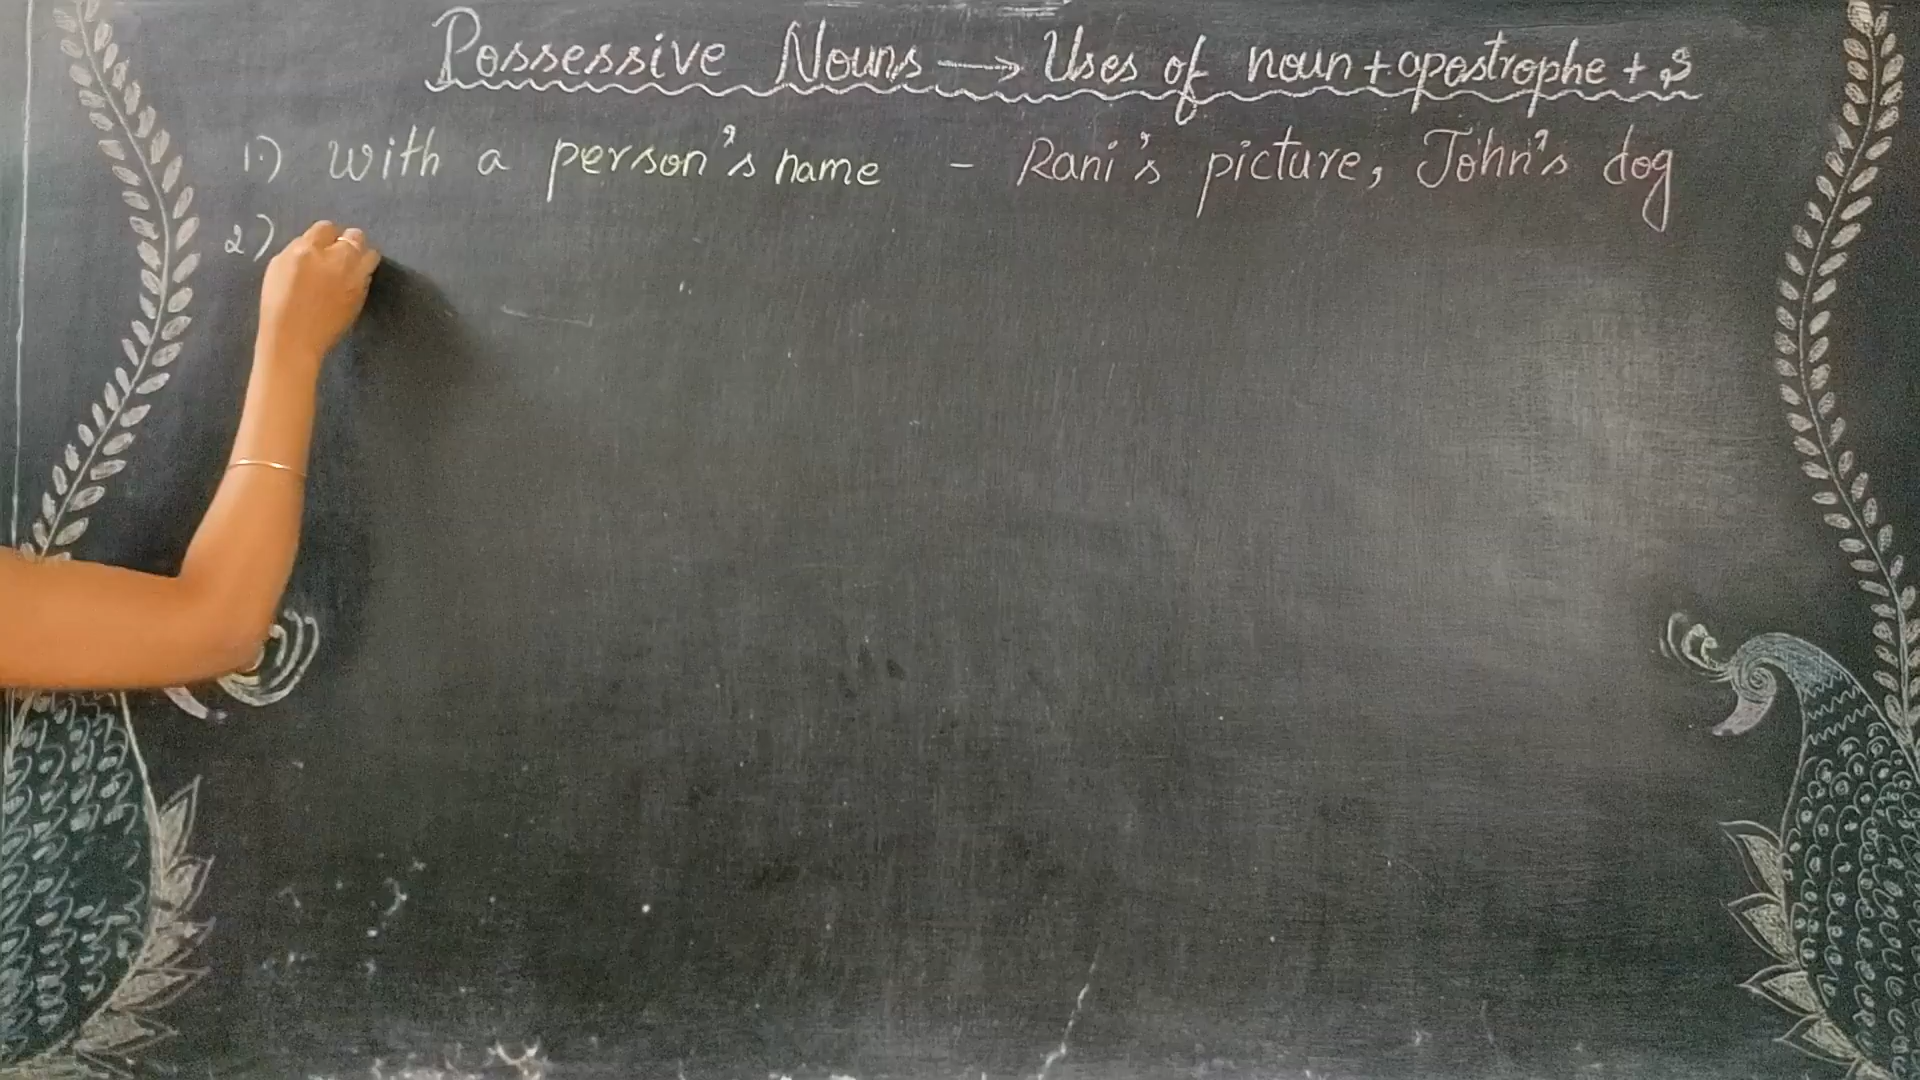 Possessive Nouns → Uses of noun + apostrophe + s
1.) with a person's name - Rani's picture, John's dog
2.)